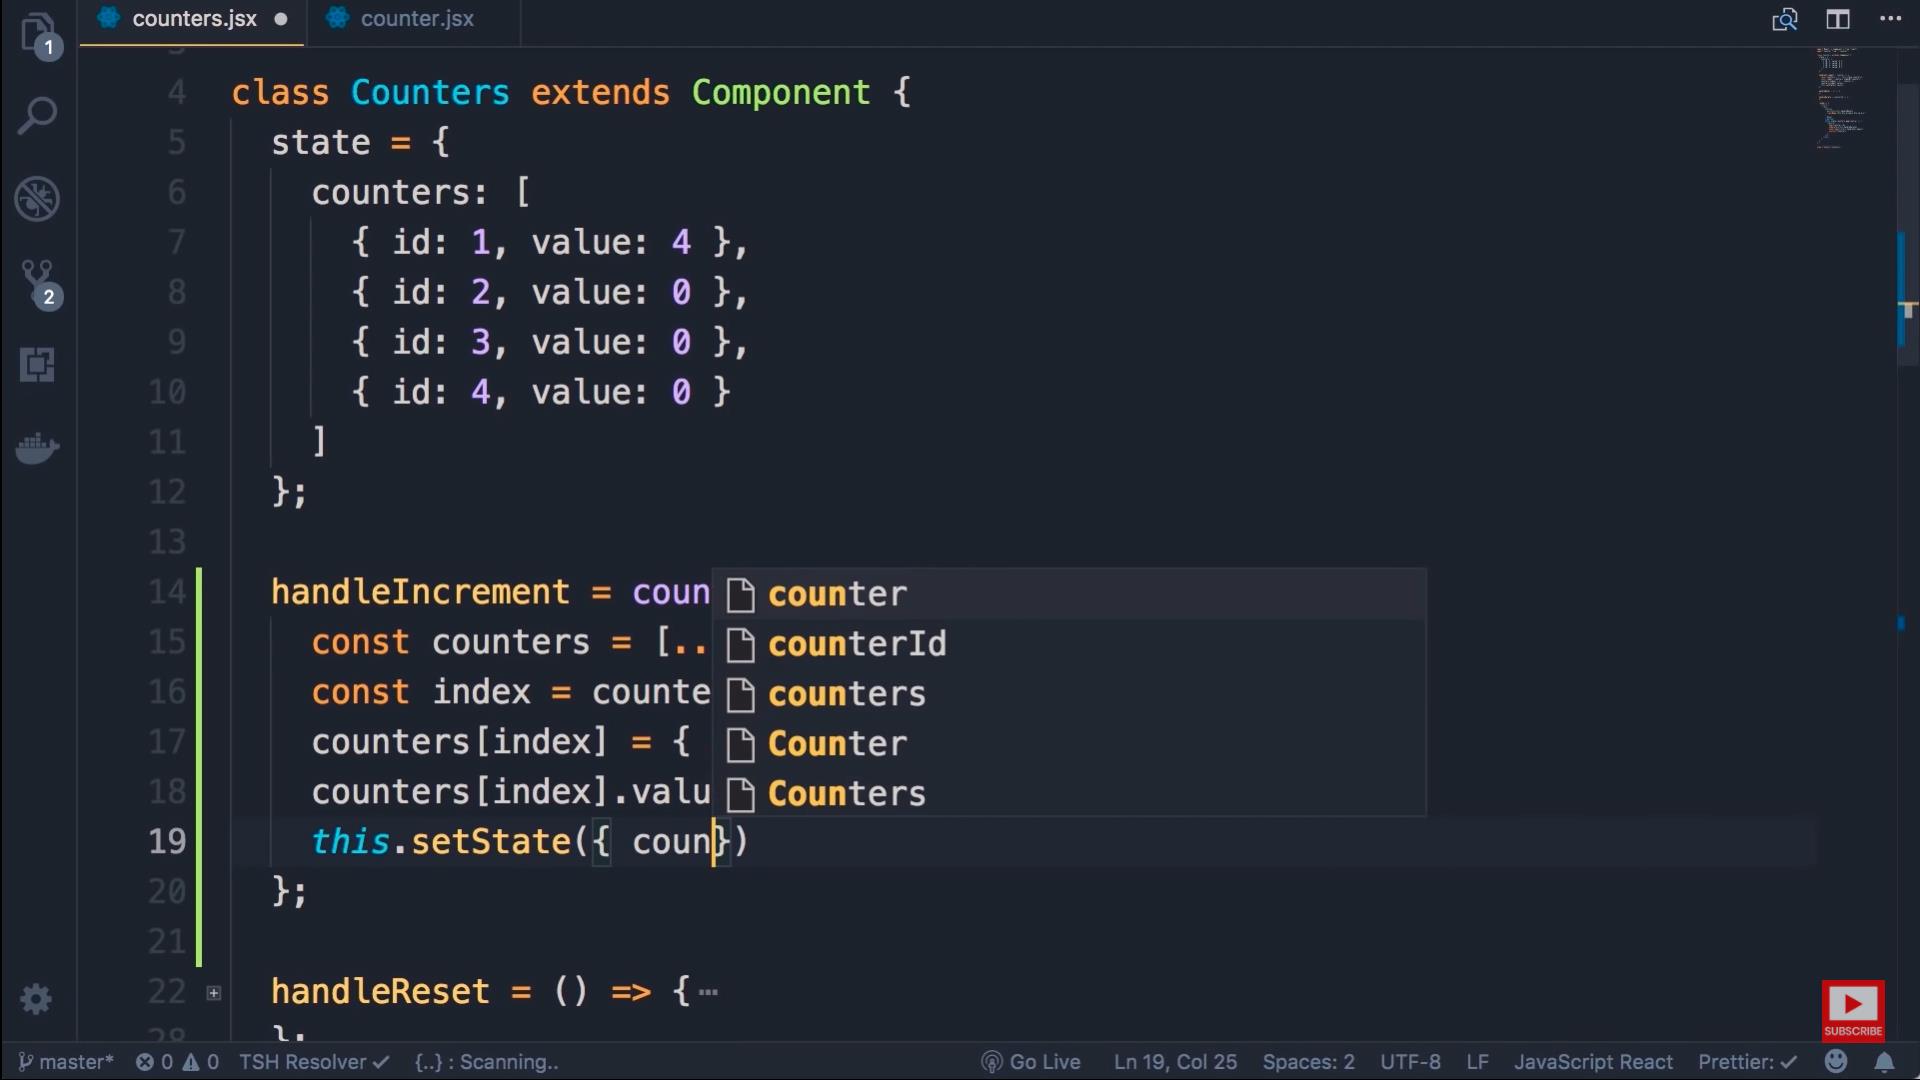 counters.jsx
counter.jsx
1
2
4 class Counters extends Component {
5 state = {
6 counters: [
7 { id: 1, value: 4 },
8 { id: 2, value: 0 },
9 { id: 3, value: 0 },
10 { id: 4, value: 0 }
11 ]
12 };
13
14 handleIncrement = coun
15 const counters = [..
16 const index = counte
17 counters[index] = {
18 counters[index].valu
19 this.setState({ coun})
20 };
21
22 handleReset = () => {
counter
counterId
counters
Counter
Counters
SUBSCRIBE
master* 0 0 TSH Resolver ✓ {..} : Scanning.. Go Live Ln 19, Col 25 Spaces: 2 UTF-8 LF JavaScript React Prettier: ✓